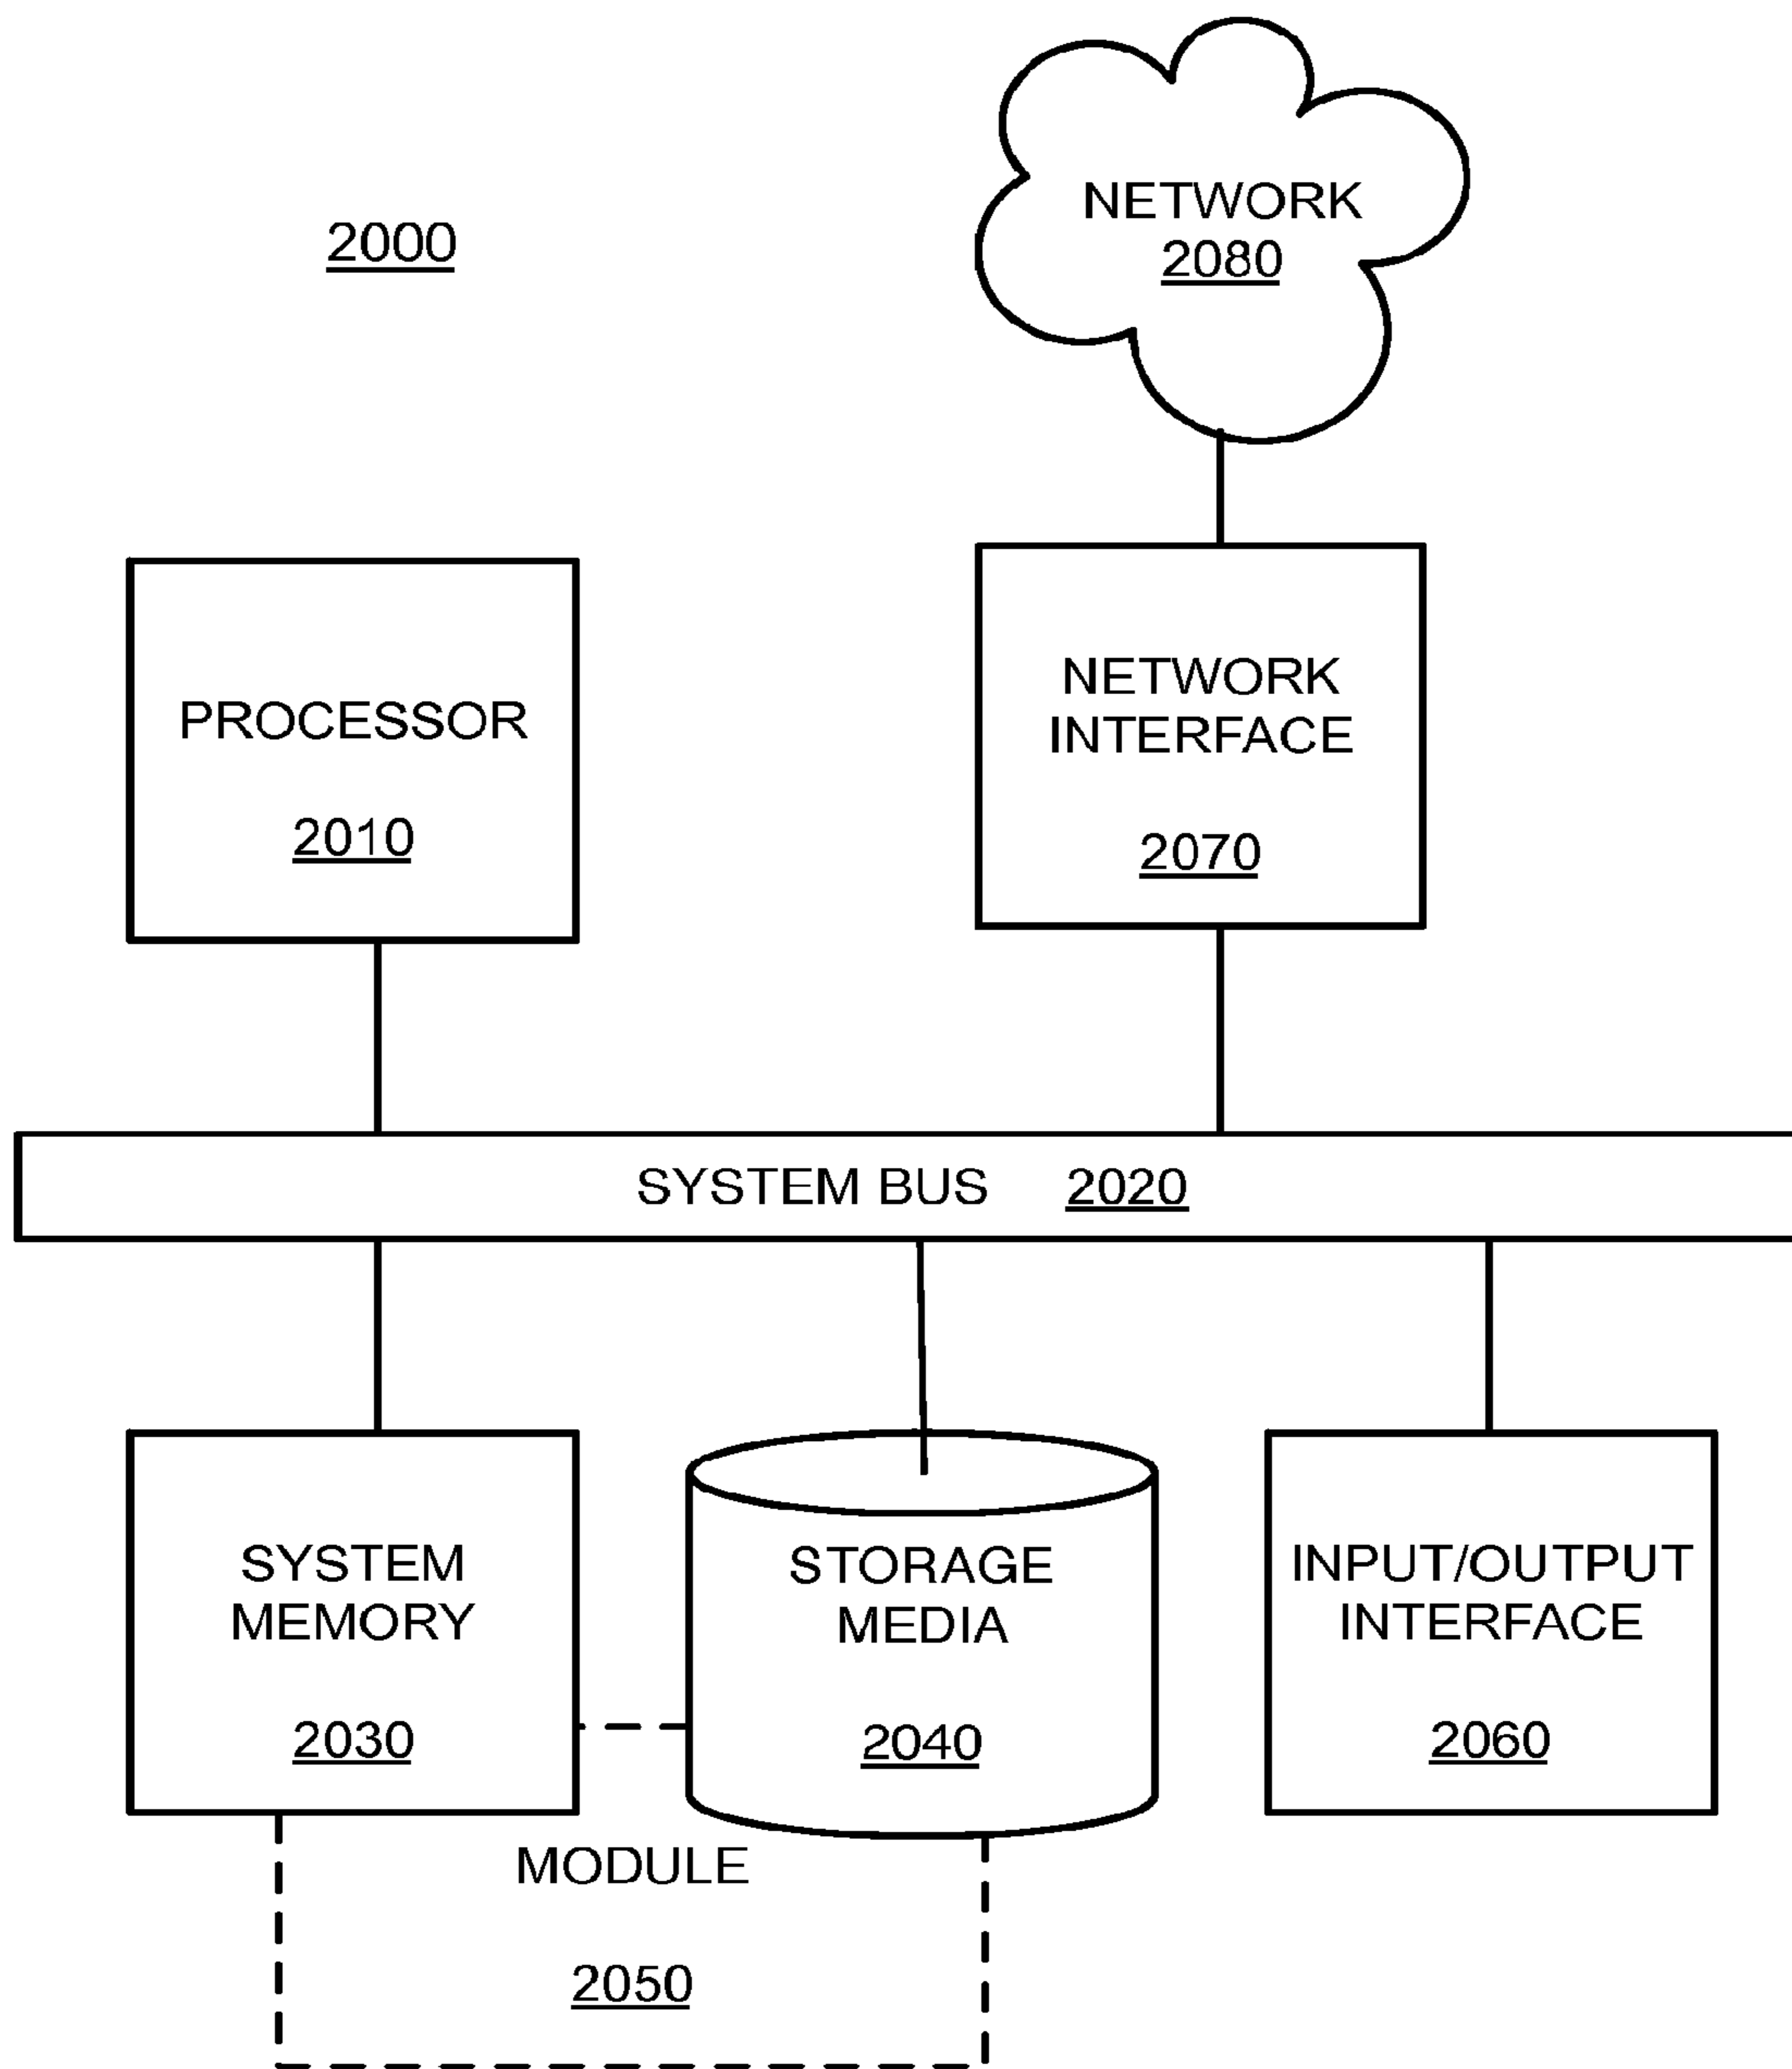 2000
NETWORK
2080
PROCESSOR
2010
NETWORK
INTERFACE
2070
SYSTEM BUS 2020
SYSTEM
MEMORY
2030
STORAGE
MEDIA
2040
INPUT/OUTPUT
INTERFACE
2060
MODULE
2050